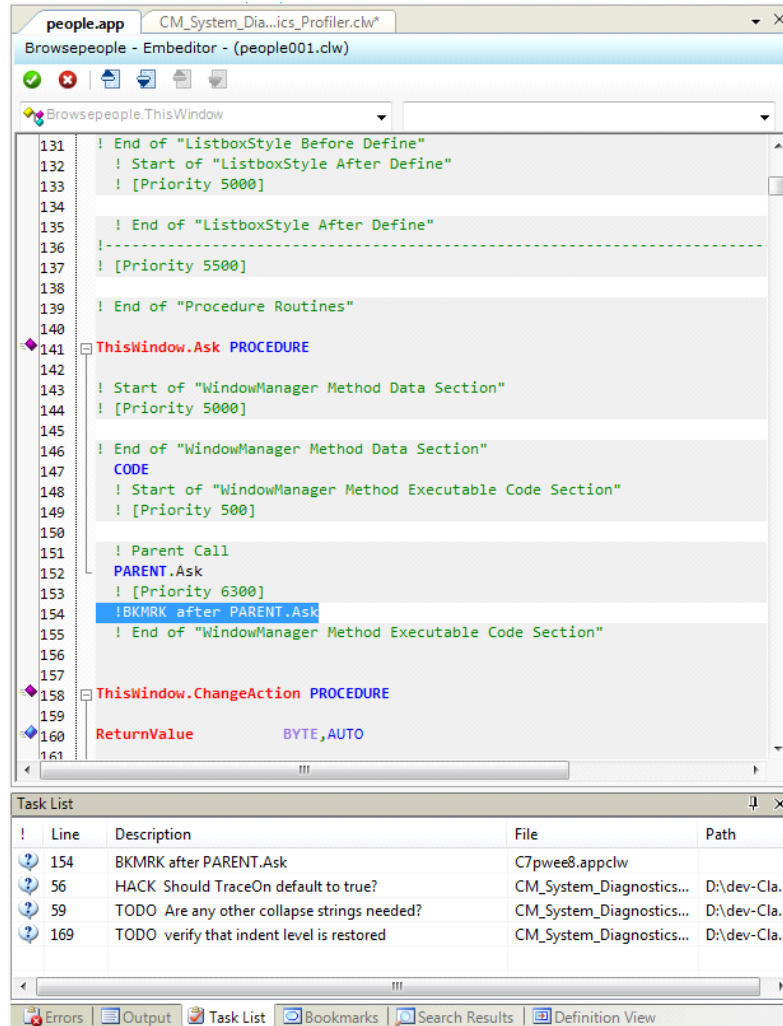 people.app CM_System_Dia...ics_Profiler.clw*
Browsepeople - Embeditor - (people001.clw)
Browsepeople.ThisWindow
131 ! End of "ListboxStyle Before Define"
132 ! Start of "ListboxStyle After Define"
133 ! [Priority 5000]
134
135 ! End of "ListboxStyle After Define"
136 !---------------------------------------------------------------------------
137 ! [Priority 5500]
138
139 ! End of "Procedure Routines"
140
141 ThisWindow.Ask PROCEDURE
142
143 ! Start of "WindowManager Method Data Section"
144 ! [Priority 5000]
145
146 ! End of "WindowManager Method Data Section"
147 CODE
148 ! Start of "WindowManager Method Executable Code Section"
149 ! [Priority 500]
150
151 ! Parent Call
152 PARENT.Ask
153 ! [Priority 6300]
154 !BKMRK after PARENT.Ask
155 ! End of "WindowManager Method Executable Code Section"
156
157
158 ThisWindow.ChangeAction PROCEDURE
159
160 ReturnValue BYTE,AUTO
161
Task List
! Line Description File Path
154 BKMRK after PARENT.Ask C7pwee8.appclw
56 HACK Should TraceOn default to true? CM_System_Diagnostics... D:\dev-Cla...
59 TODO Are any other collapse strings needed? CM_System_Diagnostics... D:\dev-Cla...
169 TODO verify that indent level is restored CM_System_Diagnostics... D:\dev-Cla...
Errors Output Task List Bookmarks Search Results Definition View